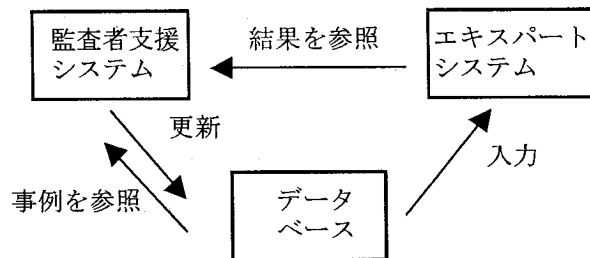 監査者支援
システム
結果を参照
エキスパート
システム
更新
入力
事例を参照
データ
ベース